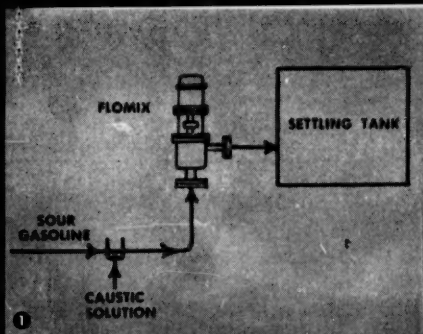 FLOMIX
SETTLING TANK
SOUR
GASOLINE
CAUSTIC
SOLUTION
1